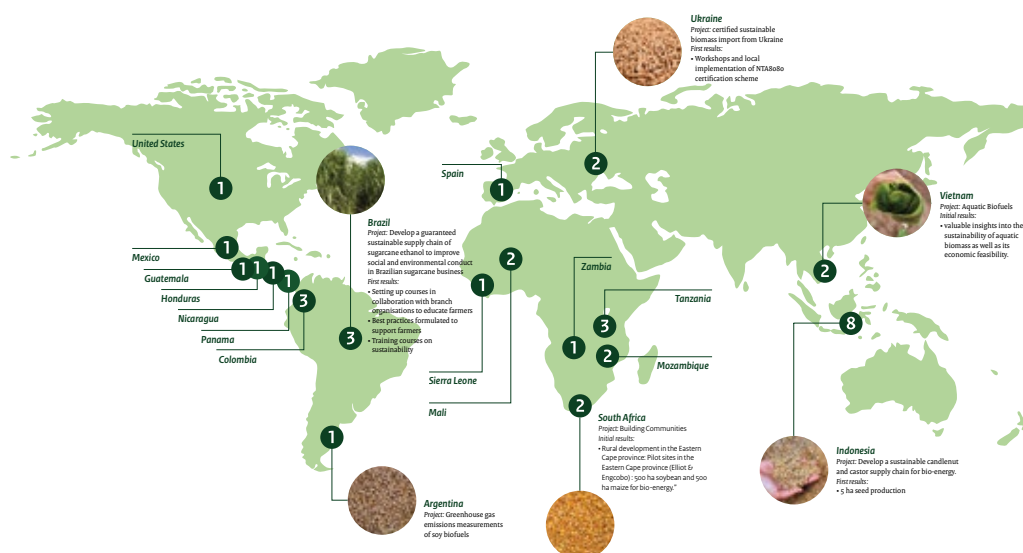 Ukraine
Project: certified sustainable
biomass import from Ukraine
First results:
• Workshops and local
implementation of NTA8080
certification scheme
United States
1
Spain
1
2
Vietnam
Project: Aquatic Biofuels
Initial results:
• valuable insights into the
sustainability of aquatic
biomass as well as its
economic feasibility.
2
Brazil
Project: Develop a guaranteed
sustainable supply chain of
sugarcane ethanol to improve
social and environmental conduct
in Brazilian sugarcane business
First results:
• Setting up courses in
collaboration with branch
organisations to educate farmers
• Best practices formulated to
support farmers
• Training courses on
sustainability
3
Mexico
1
Guatemala
1
Honduras
1
Nicaragua
1
Panama
1
Colombia
3
2
1
Sierra Leone
Mali
Zambia
1
Tanzania
3
Mozambique
2
8
2
South Africa
Project: Building Communities
Initial results:
• Rural development in the Eastern
Cape province: Pilot sites in the
Eastern Cape province (Elliot &
Engcobo) : 500 ha soybean and 500
ha maize for bio-energy."
Indonesia
Project: Develop a sustainable candlenut
and castor supply chain for bio-energy.
First results:
• 5 ha seed production
1
Argentina
Project: Greenhouse gas
emissions measurements
of soy biofuels